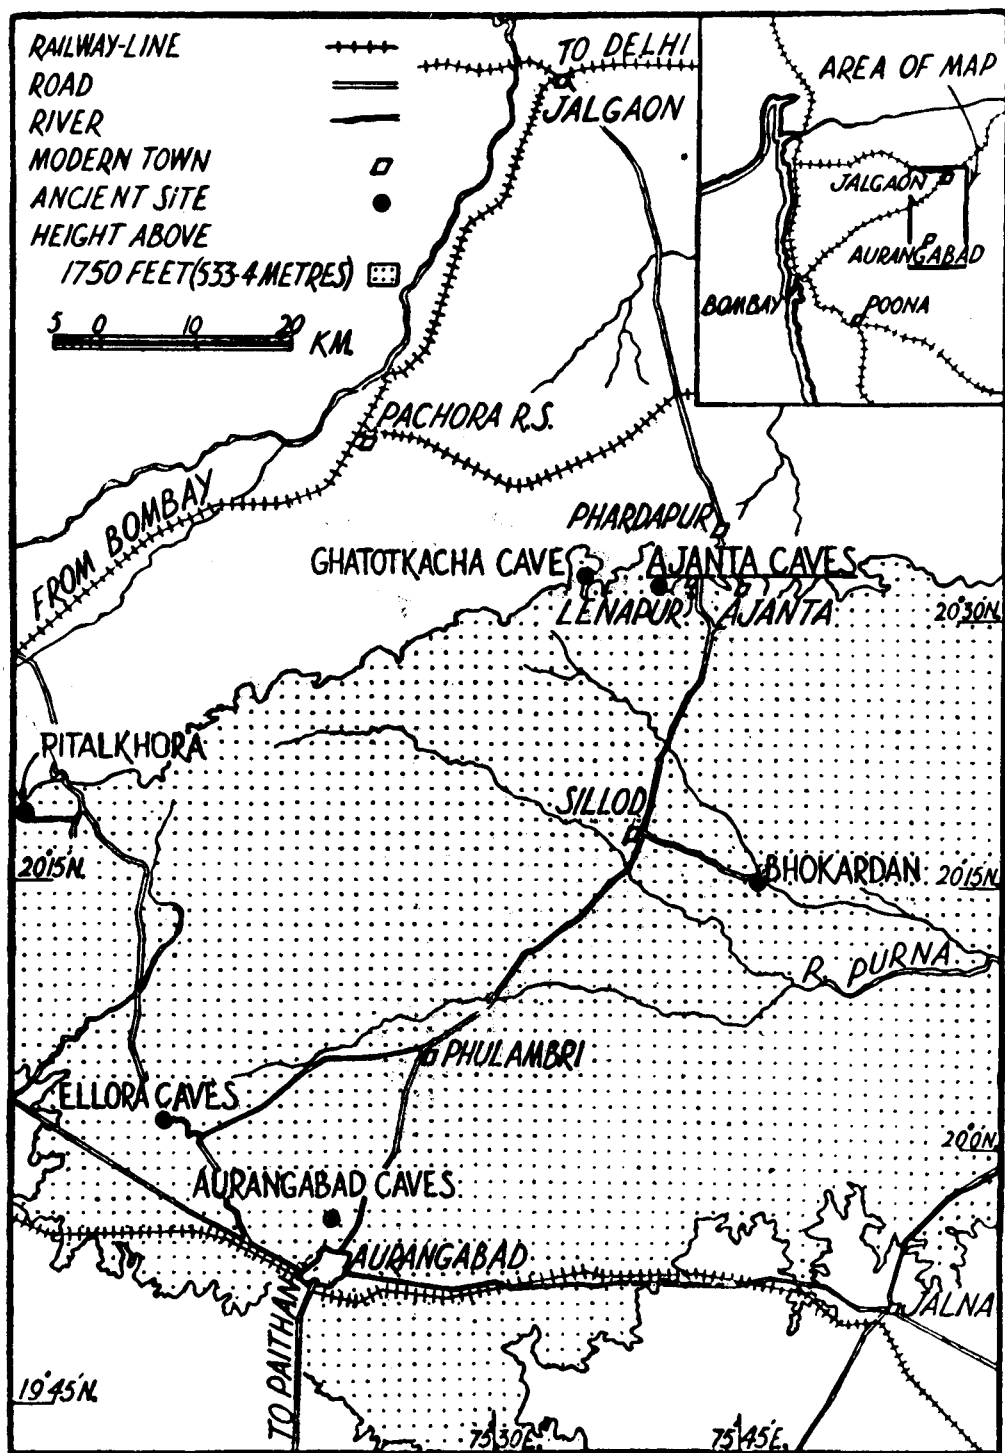 RAILWAY-LINE
ROAD
RIVER
MODERN TOWN
ANCIENT SITE
HEIGHT ABOVE
1750 FEET (533·4 METRES)
5 0 10 20 KM.
TO DELHI
JALGAON
AREA OF MAP
JALGAON
AURANGABAD
BOMBAY
POONA
PACHORA R.S.
FROM BOMBAY
PHARDAPUR
GHATOTKACHA CAVE
AJANTA CAVES
LENAPUR
AJANTA
20°30'N.
PITALKHORA
SILLOD
20°15'N.
BHOKARDAN
20°15'N.
R. PURNA
PHULAMBRI
ELLORA CAVES
20°0'N.
AURANGABAD CAVES
AURANGABAD
JALNA
TO PAITHAN
19°45'N.
75°30'E.
75°45'E.